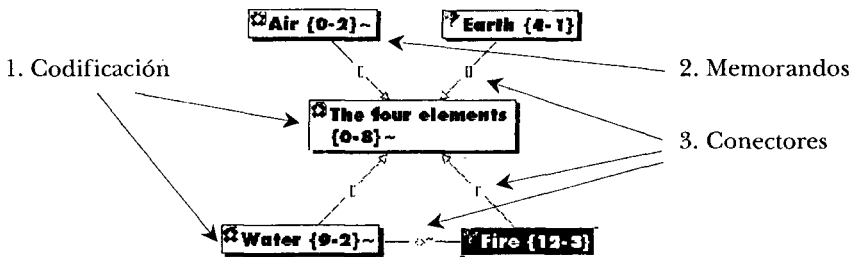 Air {0-2}~
Earth {4-1}
1. Codificación
2. Memorandos
[
[]
The four elements
{0-8}~
3. Conectores
[
[
Water {9-2}~
<>~
Fire {12-3}